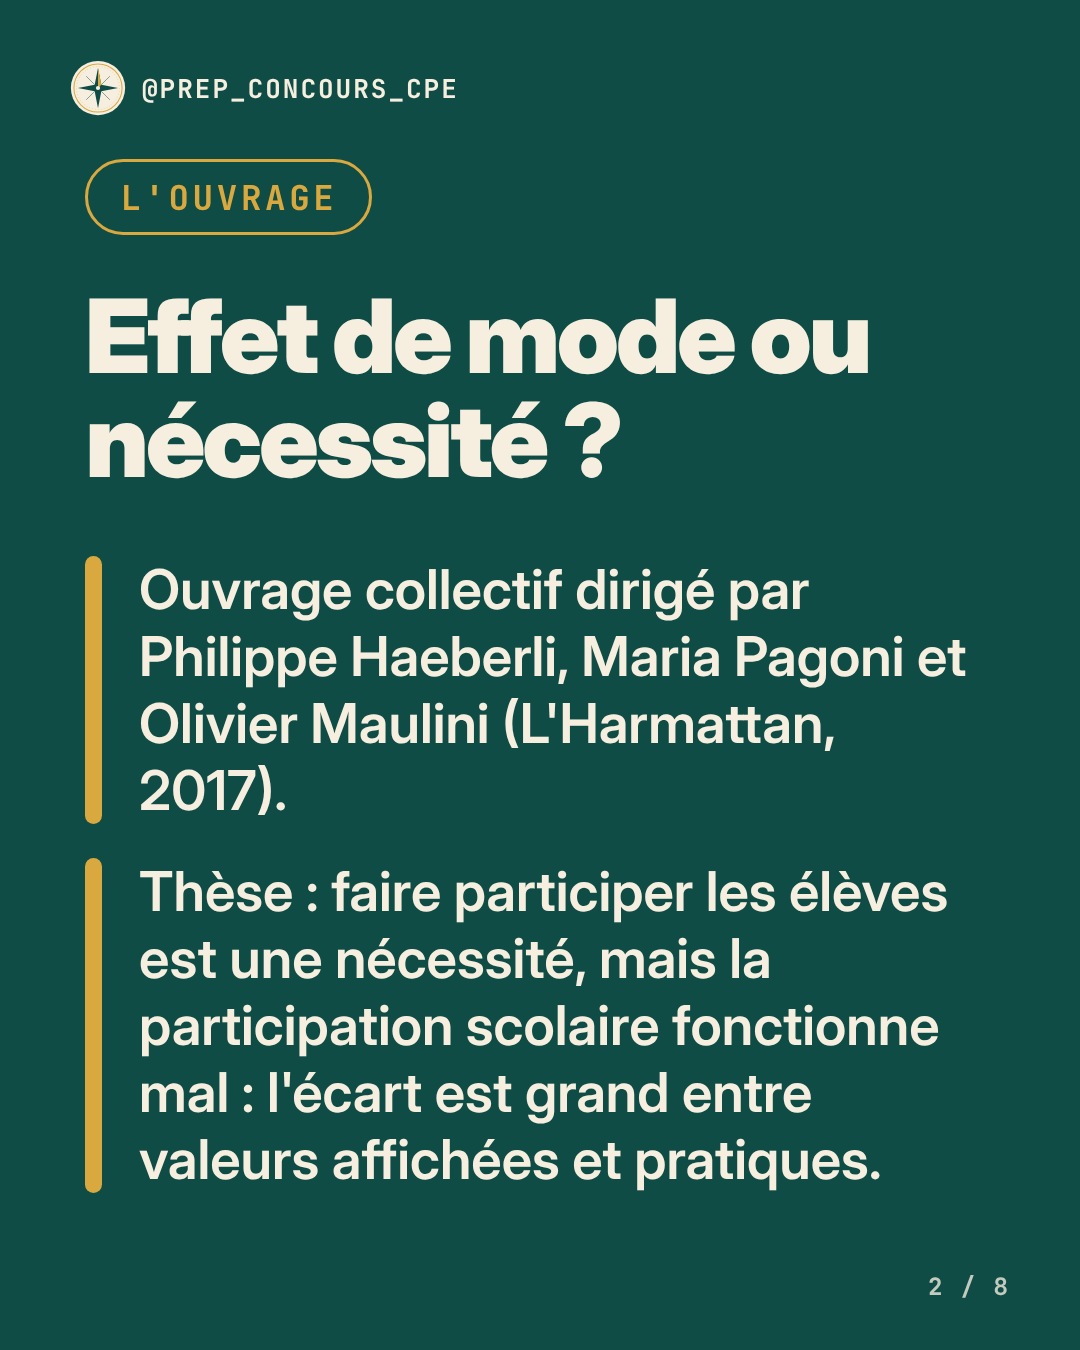 @PREP_CONCOURS_CPE
L'OUVRAGE
Effet de mode ou
nécessité ?
Ouvrage collectif dirigé par
Philippe Haeberli, Maria Pagoni et
Olivier Maulini (L'Harmattan,
2017).
Thèse : faire participer les élèves
est une nécessité, mais la
participation scolaire fonctionne
mal : l'écart est grand entre
valeurs affichées et pratiques.
2 / 8